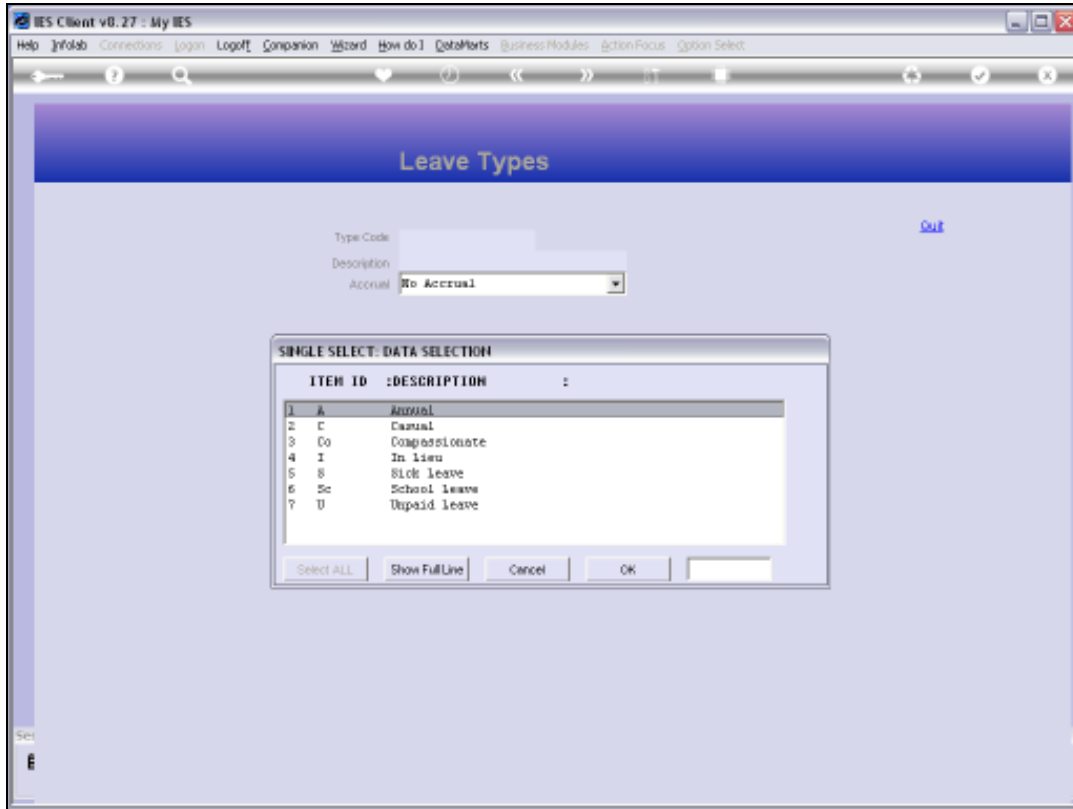 IES Client v8.27 : My IES
Help Infolab Connections Logon Logoff Companion Wizard How do I DataMarts Business Modules Action Focus Option Select
Leave Types
Quit
Type Code
Description
Accrual No Accrual
SINGLE SELECT: DATA SELECTION
ITEM ID :DESCRIPTION :
1 A Annual
2 C Casual
3 Co Compassionate
4 I In lieu
5 S Sick leave
6 Sc School leave
7 U Unpaid leave
Select ALL Show Full Line Cancel OK
Ses